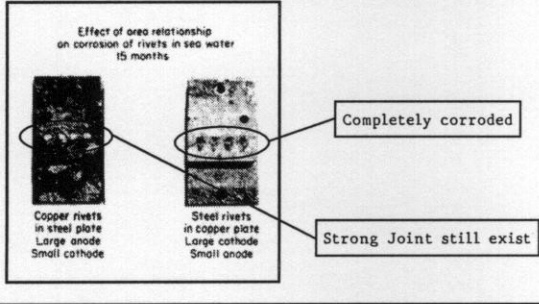 Effect of area relationship
on corrosion of rivets in sea water
15 months
Completely corroded
Copper rivets
in steel plate
Large anode
Small cathode
Steel rivets
in copper plate
Large cathode
Small anode
Strong Joint still exist